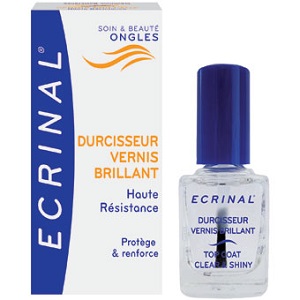 ECRINAL®
SOIN & BEAUTÉ
ONGLES
DURCISSEUR
VERNIS
BRILLANT
Haute
Résistance
Protège
& renforce
ECRINAL
DURCISSEUR
VERNIS BRILLANT
TOP COAT
CLEAR & SHINY